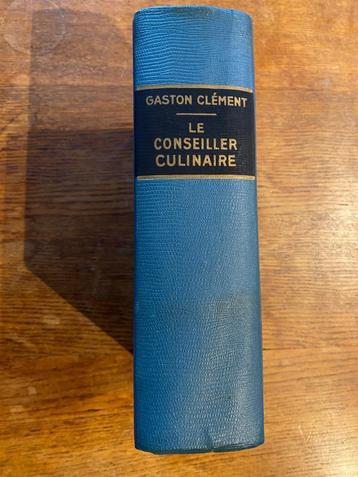 GASTON CLÉMENT
LE
CONSEILLER
CULINAIRE